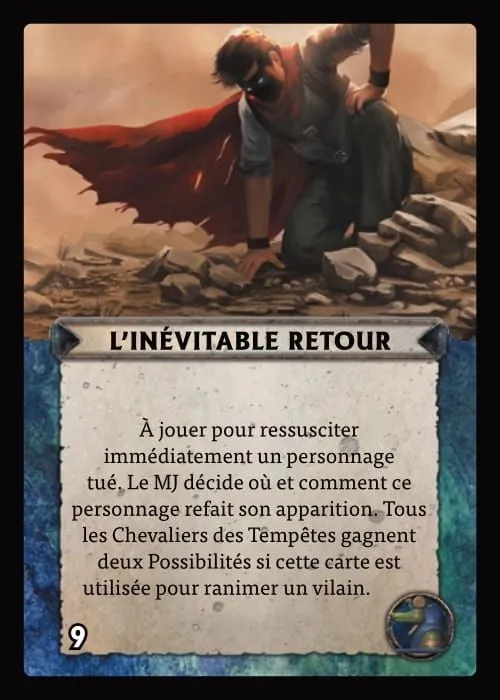 L'INÉVITABLE RETOUR
À jouer pour ressusciter
immédiatement un personnage
tué. Le MJ décide où et comment ce
personnage refait son apparition. Tous
les Chevaliers des Tempêtes gagnent
deux Possibilités si cette carte est
utilisée pour ranimer un vilain.
9